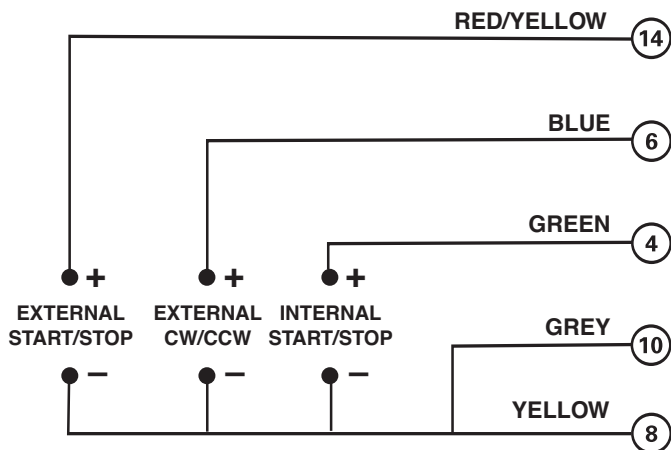 RED/YELLOW
14
BLUE
6
GREEN
4
+ + +
EXTERNAL EXTERNAL INTERNAL
START/STOP CW/CCW START/STOP
GREY
10
− − −
YELLOW
8